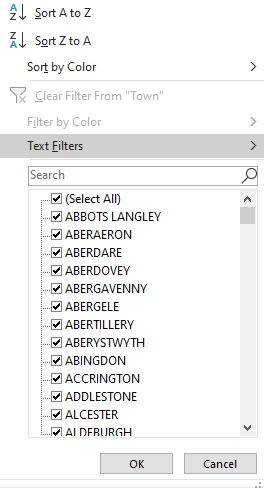 Sort A to Z
Sort Z to A
Sort by Color
Clear Filter From "Town"
Filter by Color
Text Filters
Search
(Select All)
ABBOTS LANGLEY
ABERAERON
ABERDARE
ABERDOVEY
ABERGAVENNY
ABERGELE
ABERTILLERY
ABERYSTWYTH
ABINGDON
ACCRINGTON
ADDLESTONE
ALCESTER
ALDEBURGH
OK
Cancel